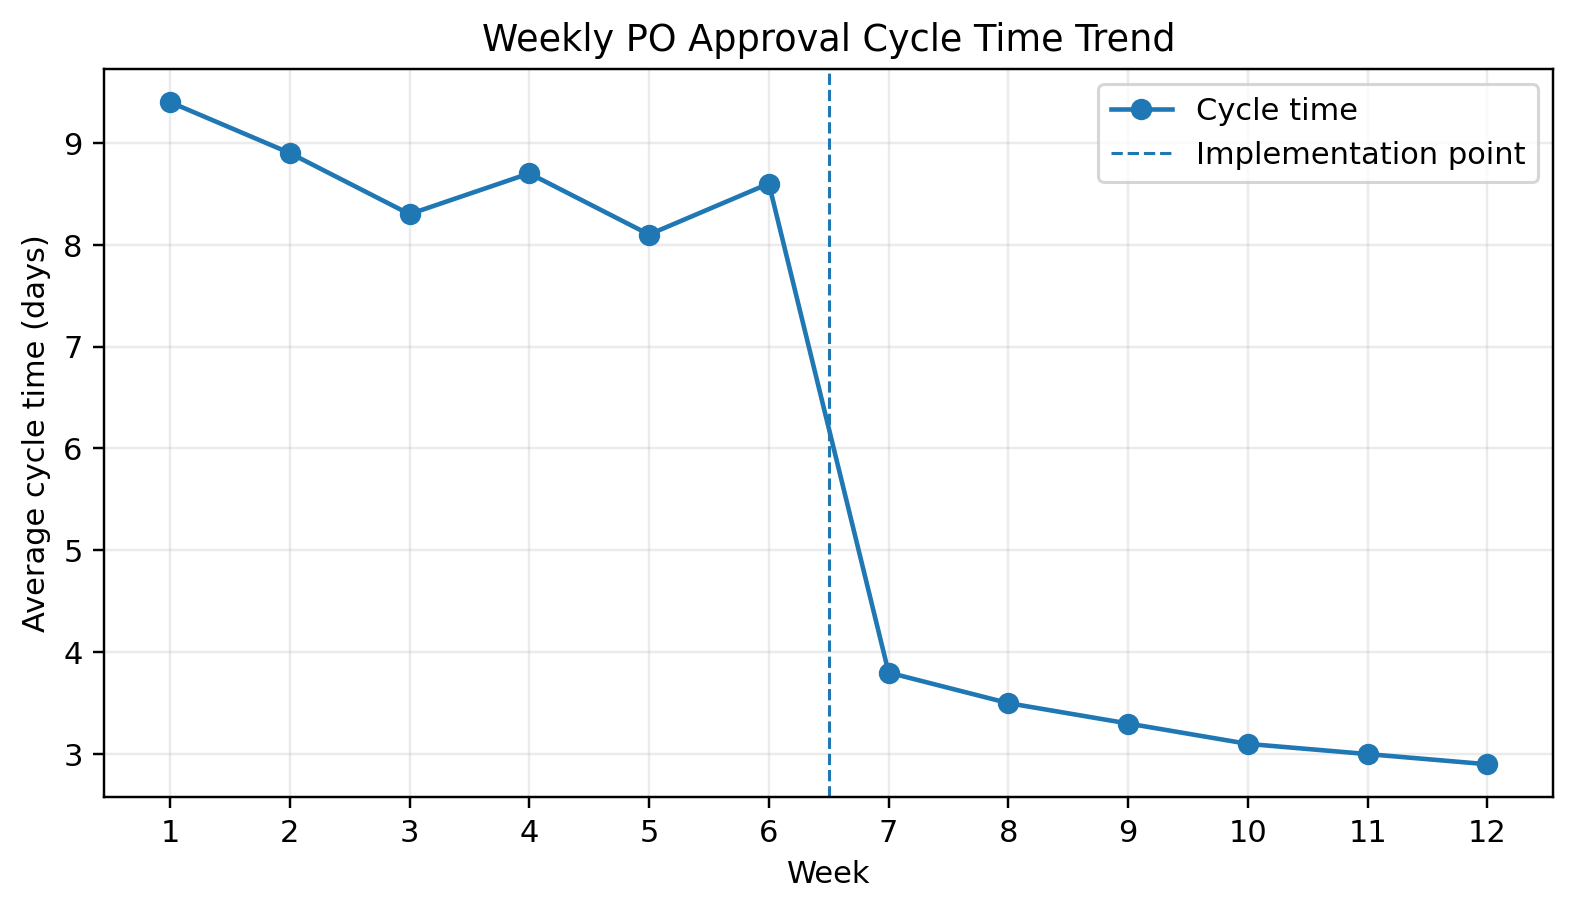 Weekly PO Approval Cycle Time Trend
Cycle time
Implementation point
Average cycle time (days)
9
8
7
6
5
4
3
1 2 3 4 5 6 7 8 9 10 11 12
Week